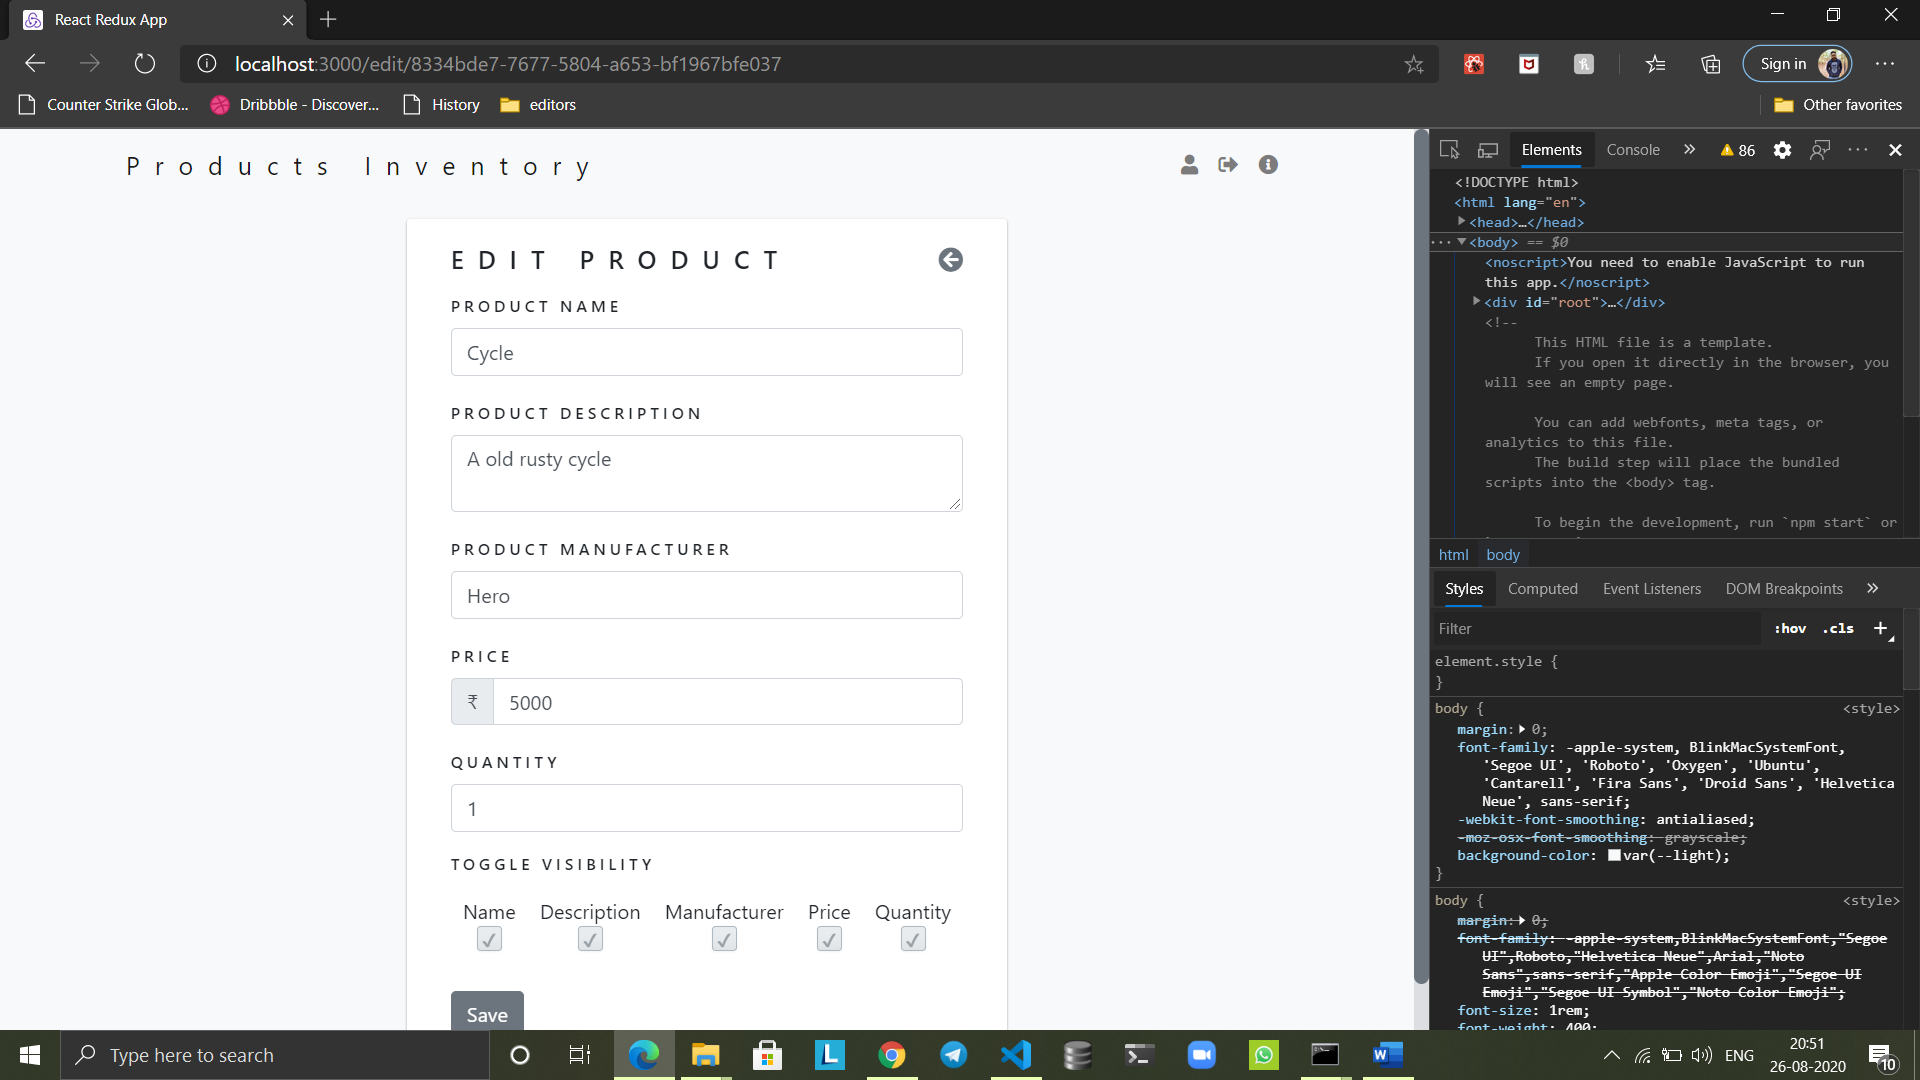 React Redux App
localhost:3000/edit/8334bde7-7677-5804-a653-bf1967bfe037
Sign in
Counter Strike Glob...
Dribbble - Discover...
History
editors
Other favorites
Products Inventory
EDIT PRODUCT
PRODUCT NAME
Cycle
PRODUCT DESCRIPTION
A old rusty cycle
PRODUCT MANUFACTURER
Hero
PRICE
₹ 5000
QUANTITY
1
TOGGLE VISIBILITY
Name Description Manufacturer Price Quantity
Save
Elements Console » 86
<!DOCTYPE html>
<html lang="en">
<head>…</head>
<body> == $0
<noscript>You need to enable JavaScript to run
this app.</noscript>
<div id="root">…</div>
<!--
This HTML file is a template.
If you open it directly in the browser, you
will see an empty page.
You can add webfonts, meta tags, or
analytics to this file.
The build step will place the bundled
scripts into the <body> tag.
To begin the development, run `npm start` or
html body
Styles Computed Event Listeners DOM Breakpoints »
Filter :hov .cls +
element.style {
}
body { <style>
margin: 0;
font-family: -apple-system, BlinkMacSystemFont,
'Segoe UI', 'Roboto', 'Oxygen', 'Ubuntu',
'Cantarell', 'Fira Sans', 'Droid Sans', 'Helvetica
Neue', sans-serif;
-webkit-font-smoothing: antialiased;
-moz-osx-font-smoothing: grayscale;
background-color: var(--light);
}
body { <style>
margin: 0;
font-family: -apple-system,BlinkMacSystemFont,"Segoe
UI",Roboto,"Helvetica Neue",Arial,"Noto
Sans",sans-serif,"Apple Color Emoji","Segoe UI
Emoji","Segoe UI Symbol","Noto Color Emoji";
font-size: 1rem;
font-weight: 400;
Type here to search
ENG
20:51
26-08-2020
10